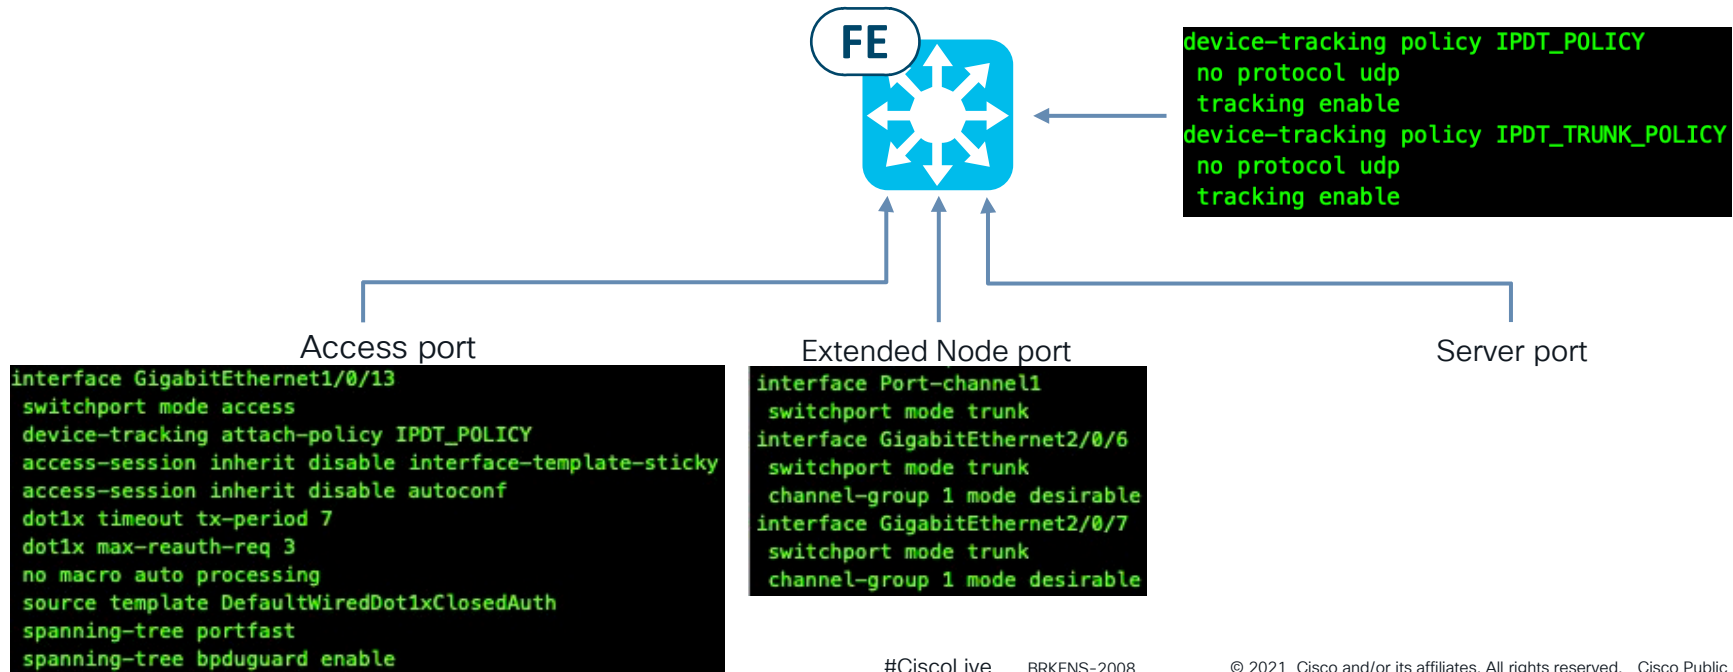 FE
device-tracking policy IPDT_POLICY
no protocol udp
tracking enable
device-tracking policy IPDT_TRUNK_POLICY
no protocol udp
tracking enable
Access port
interface GigabitEthernet1/0/13
switchport mode access
device-tracking attach-policy IPDT_POLICY
access-session inherit disable interface-template-sticky
access-session inherit disable autoconf
dot1x timeout tx-period 7
dot1x max-reauth-req 3
no macro auto processing
source template DefaultWiredDot1xClosedAuth
spanning-tree portfast
spanning-tree bpduguard enable
Extended Node port
interface Port-channel1
switchport mode trunk
interface GigabitEthernet2/0/6
switchport mode trunk
channel-group 1 mode desirable
interface GigabitEthernet2/0/7
switchport mode trunk
channel-group 1 mode desirable
Server port
#CiscoLive BRKENS-2008 © 2021 Cisco and/or its affiliates. All rights reserved. Cisco Public